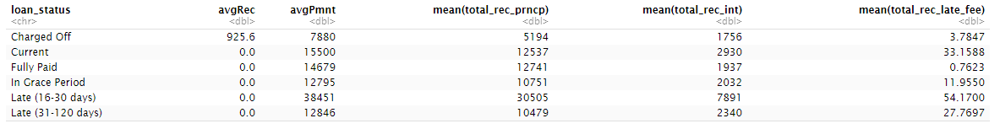 loan_status avgRec avgPmnt mean(total_rec_prncp) mean(total_rec_int) mean(total_rec_late_fee)
<chr> <dbl> <dbl> <dbl> <dbl> <dbl>
Charged Off 925.6 7880 5194 1756 3.7847
Current 0.0 15500 12537 2930 33.1588
Fully Paid 0.0 14679 12741 1937 0.7623
In Grace Period 0.0 12795 10751 2032 11.9550
Late (16-30 days) 0.0 38451 30505 7891 54.1700
Late (31-120 days) 0.0 12846 10479 2340 27.7697